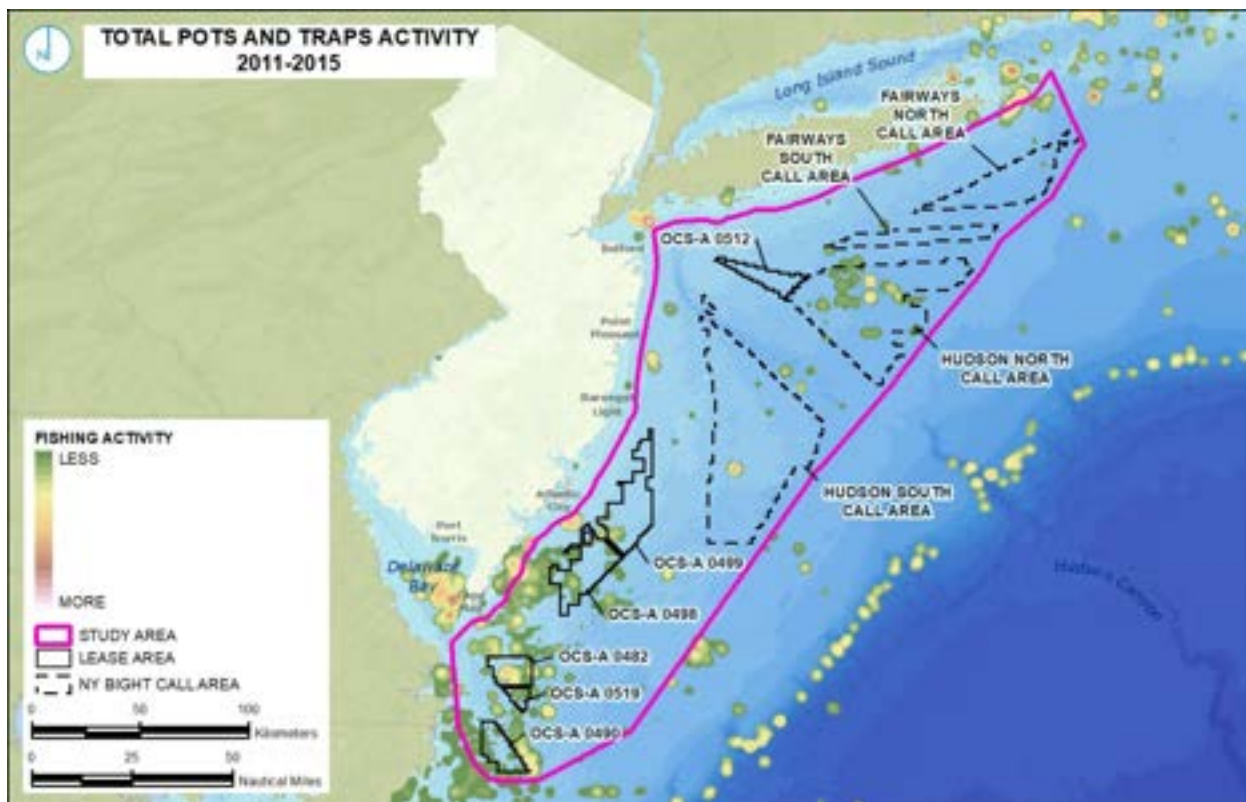 N
TOTAL POTS AND TRAPS ACTIVITY
2011-2015
Long Island Sound
FAIRWAYS
NORTH
CALL AREA
FAIRWAYS
SOUTH
CALL AREA
OCS-A 0512
Point
Pleasant
HUDSON NORTH
CALL AREA
Barnegat
Light
HUDSON SOUTH
CALL AREA
Atlantic
City
Port
Norris
Delaware
Bay
OCS-A 0499
OCS-A 0498
OCS-A 0482
OCS-A 0519
OCS-A 0490
Hudson Canyon
FISHING ACTIVITY
LESS
MORE
STUDY AREA
LEASE AREA
NY BIGHT CALL AREA
0 50 100
Kilometers
0 25 50
Nautical Miles